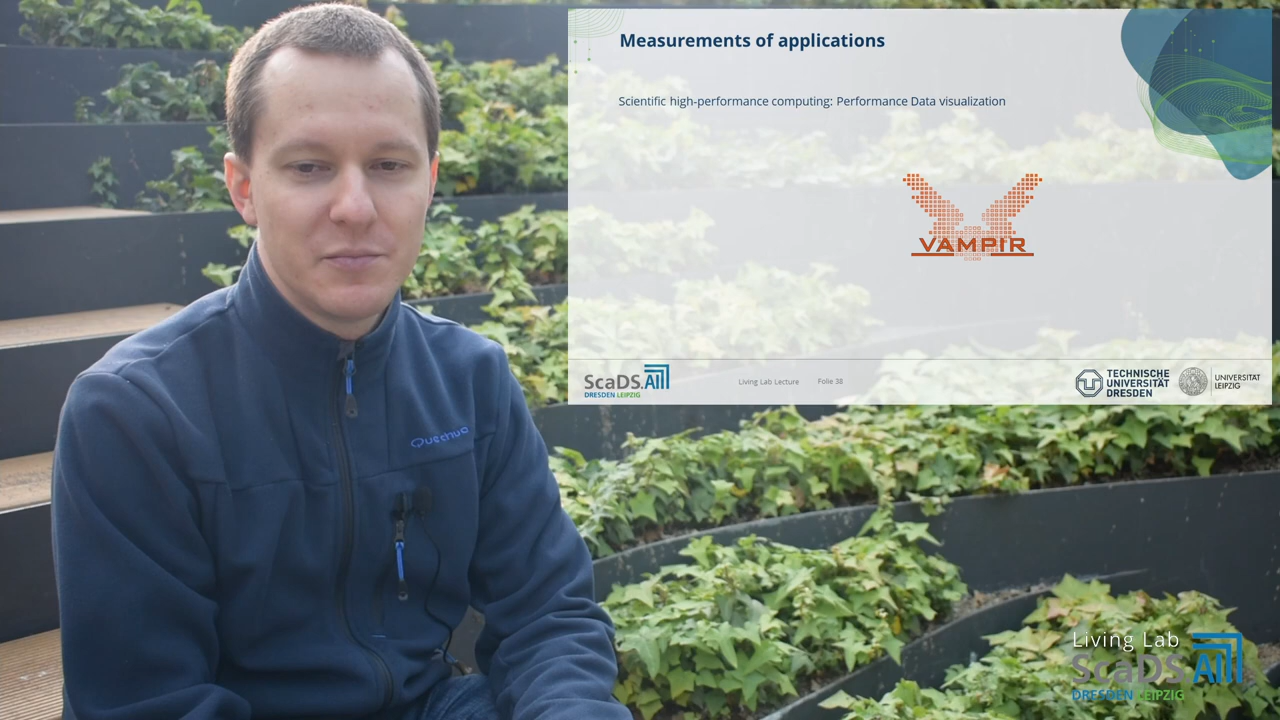 Measurements of applications
Scientific high-performance computing: Performance Data visualization
VAMPIR
ScaDS.AI
DRESDEN LEIPZIG
Living Lab Lecture
Folie 38
TECHNISCHE
UNIVERSITÄT
DRESDEN
UNIVERSITÄT
LEIPZIG
Quechua
Living Lab
ScaDS.AI
DRESDEN LEIPZIG